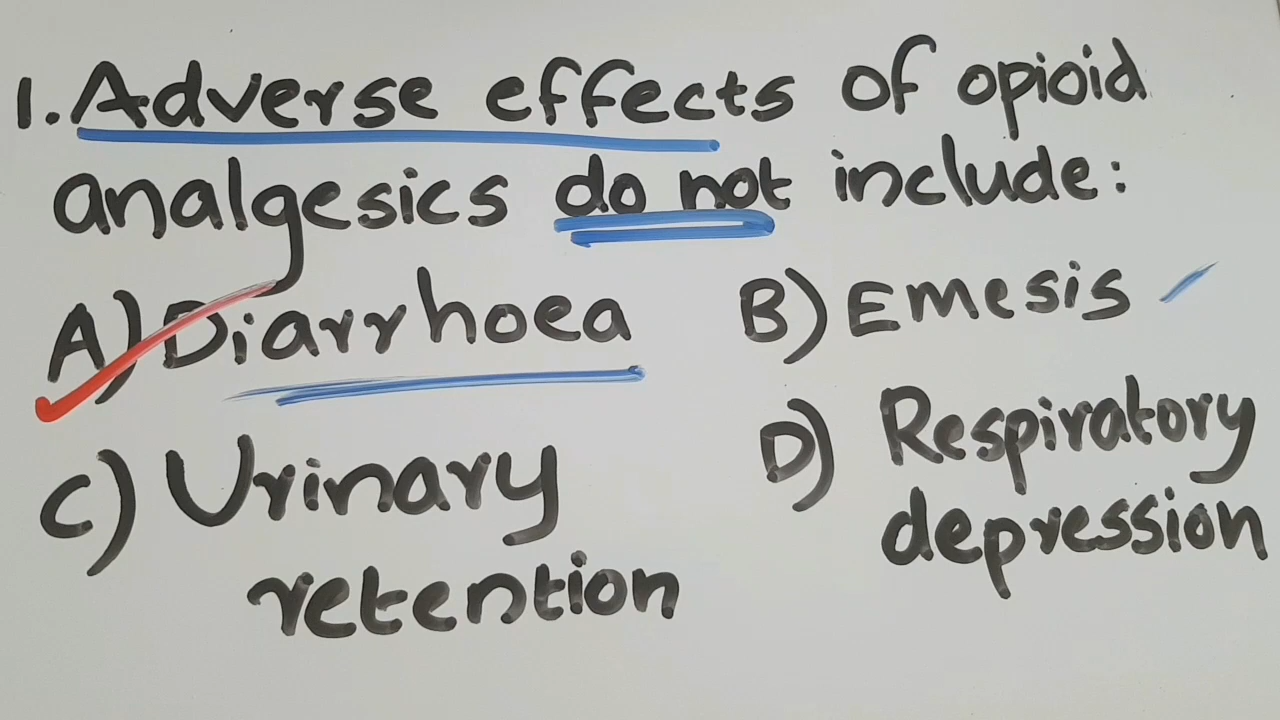 1. Adverse effects of opioid
analgesics do not include:
A) Diarrhoea
B) Emesis
C) Urinary
retention
D) Respiratory
depression